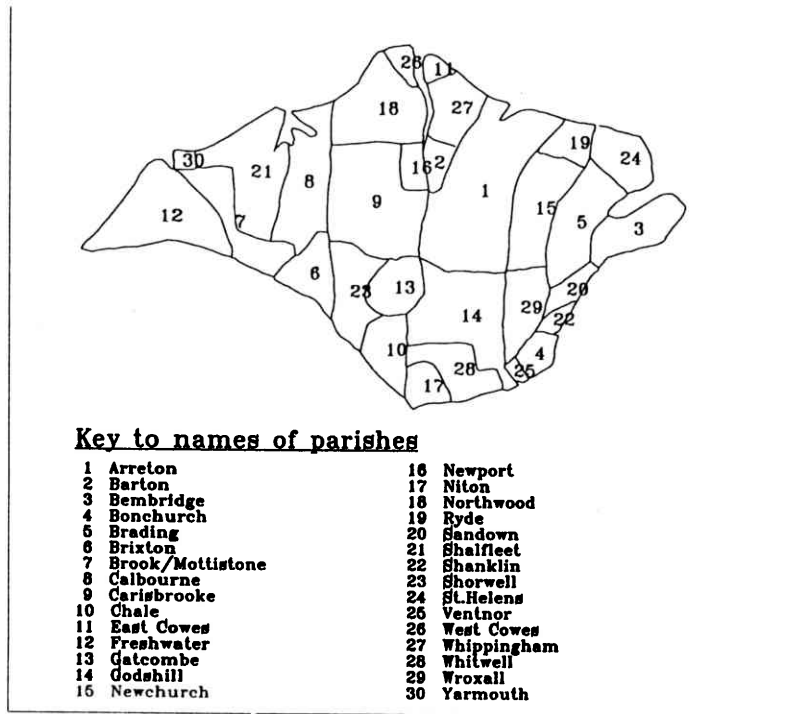 26
11
18
27
19
24
30
21
16
2
8
9
1
12
7
15
5
3
6
23
13
20
14
29
22
10
28
4
25
17
Key to names of parishes
1 Arreton
2 Barton
3 Bembridge
4 Bonchurch
5 Brading
6 Brixton
7 Brook/Mottistone
8 Calbourne
9 Carisbrooke
10 Chale
11 East Cowes
12 Freshwater
13 Gatcombe
14 Godshill
15 Newchurch
16 Newport
17 Niton
18 Northwood
19 Ryde
20 Sandown
21 Shalfleet
22 Shanklin
23 Shorwell
24 St.Helens
25 Ventnor
26 West Cowes
27 Whippingham
28 Whitwell
29 Wroxall
30 Yarmouth